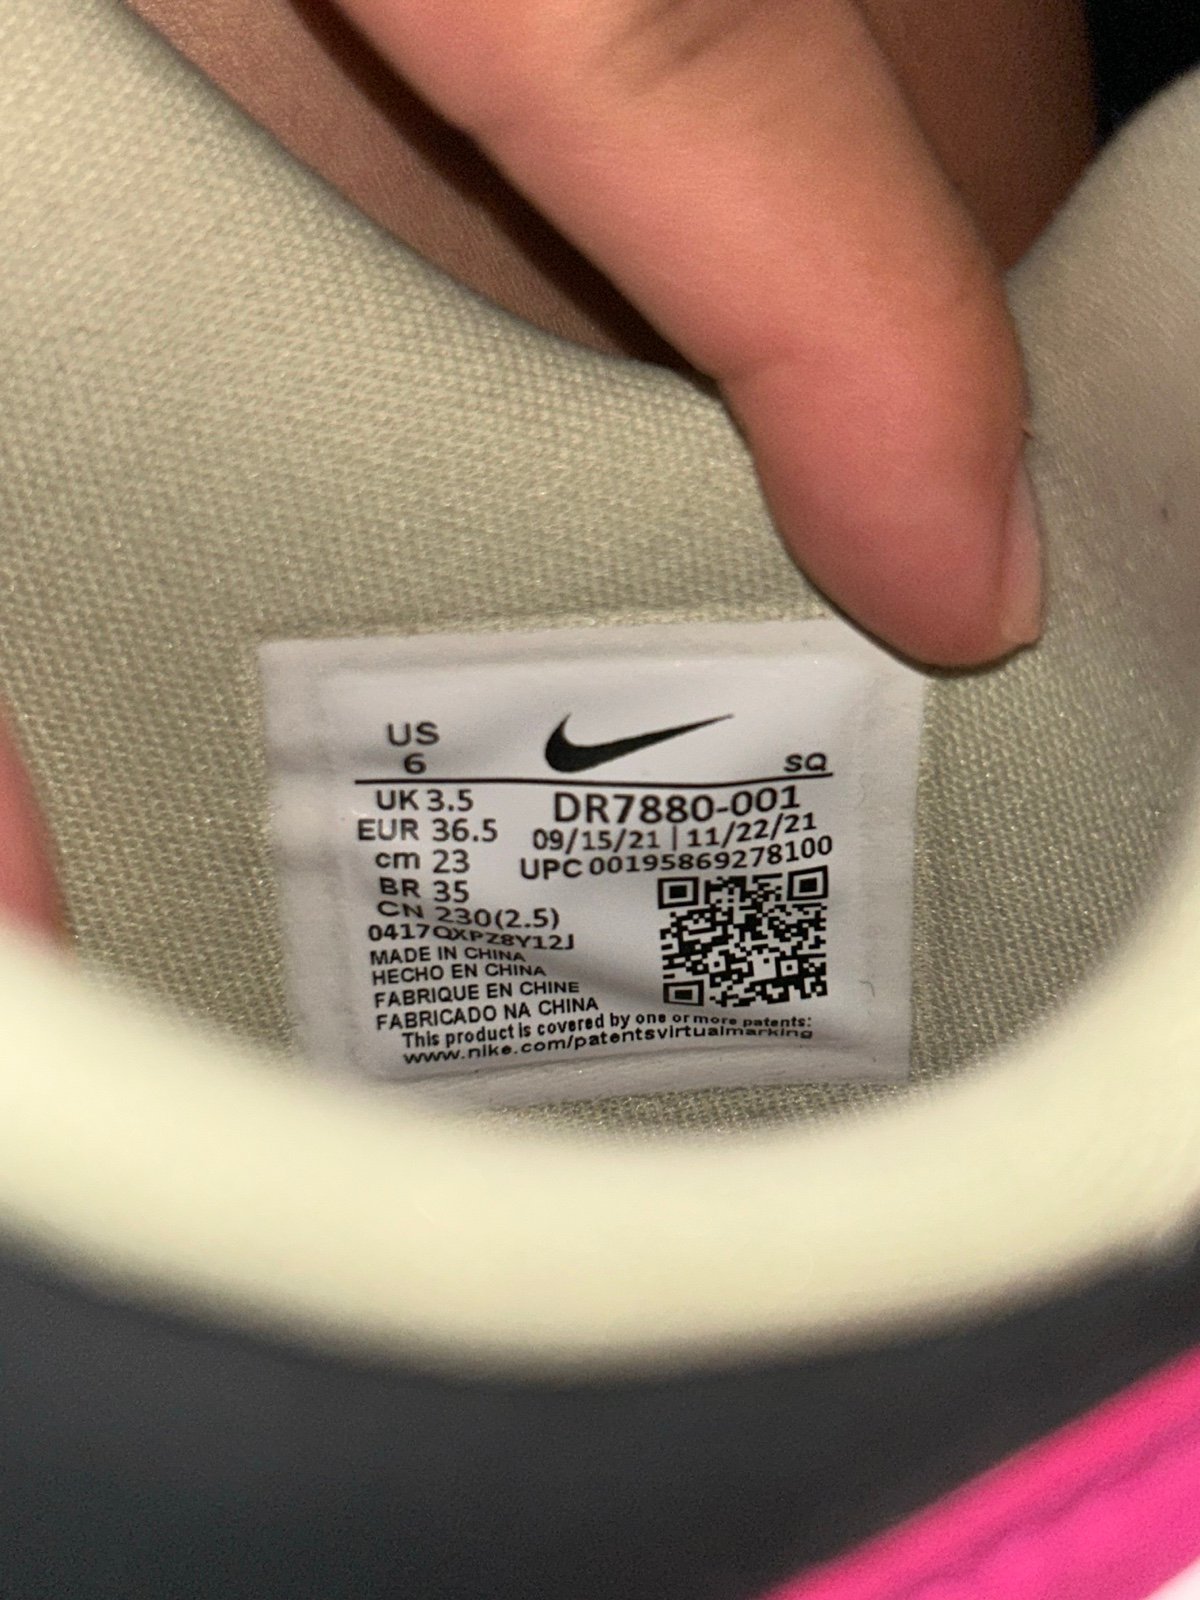 US
6
SQ
UK 3.5
EUR 36.5
cm 23
BR 35
CN 230(2.5)
DR7880-001
09/15/21 | 11/22/21
UPC 00195869278100
0417QXPZ8Y12J
MADE IN CHINA
HECHO EN CHINA
FABRIQUE EN CHINE
FABRICADO NA CHINA
This product is covered by one or more patents:
www.nike.com/patentsvirtualmarking